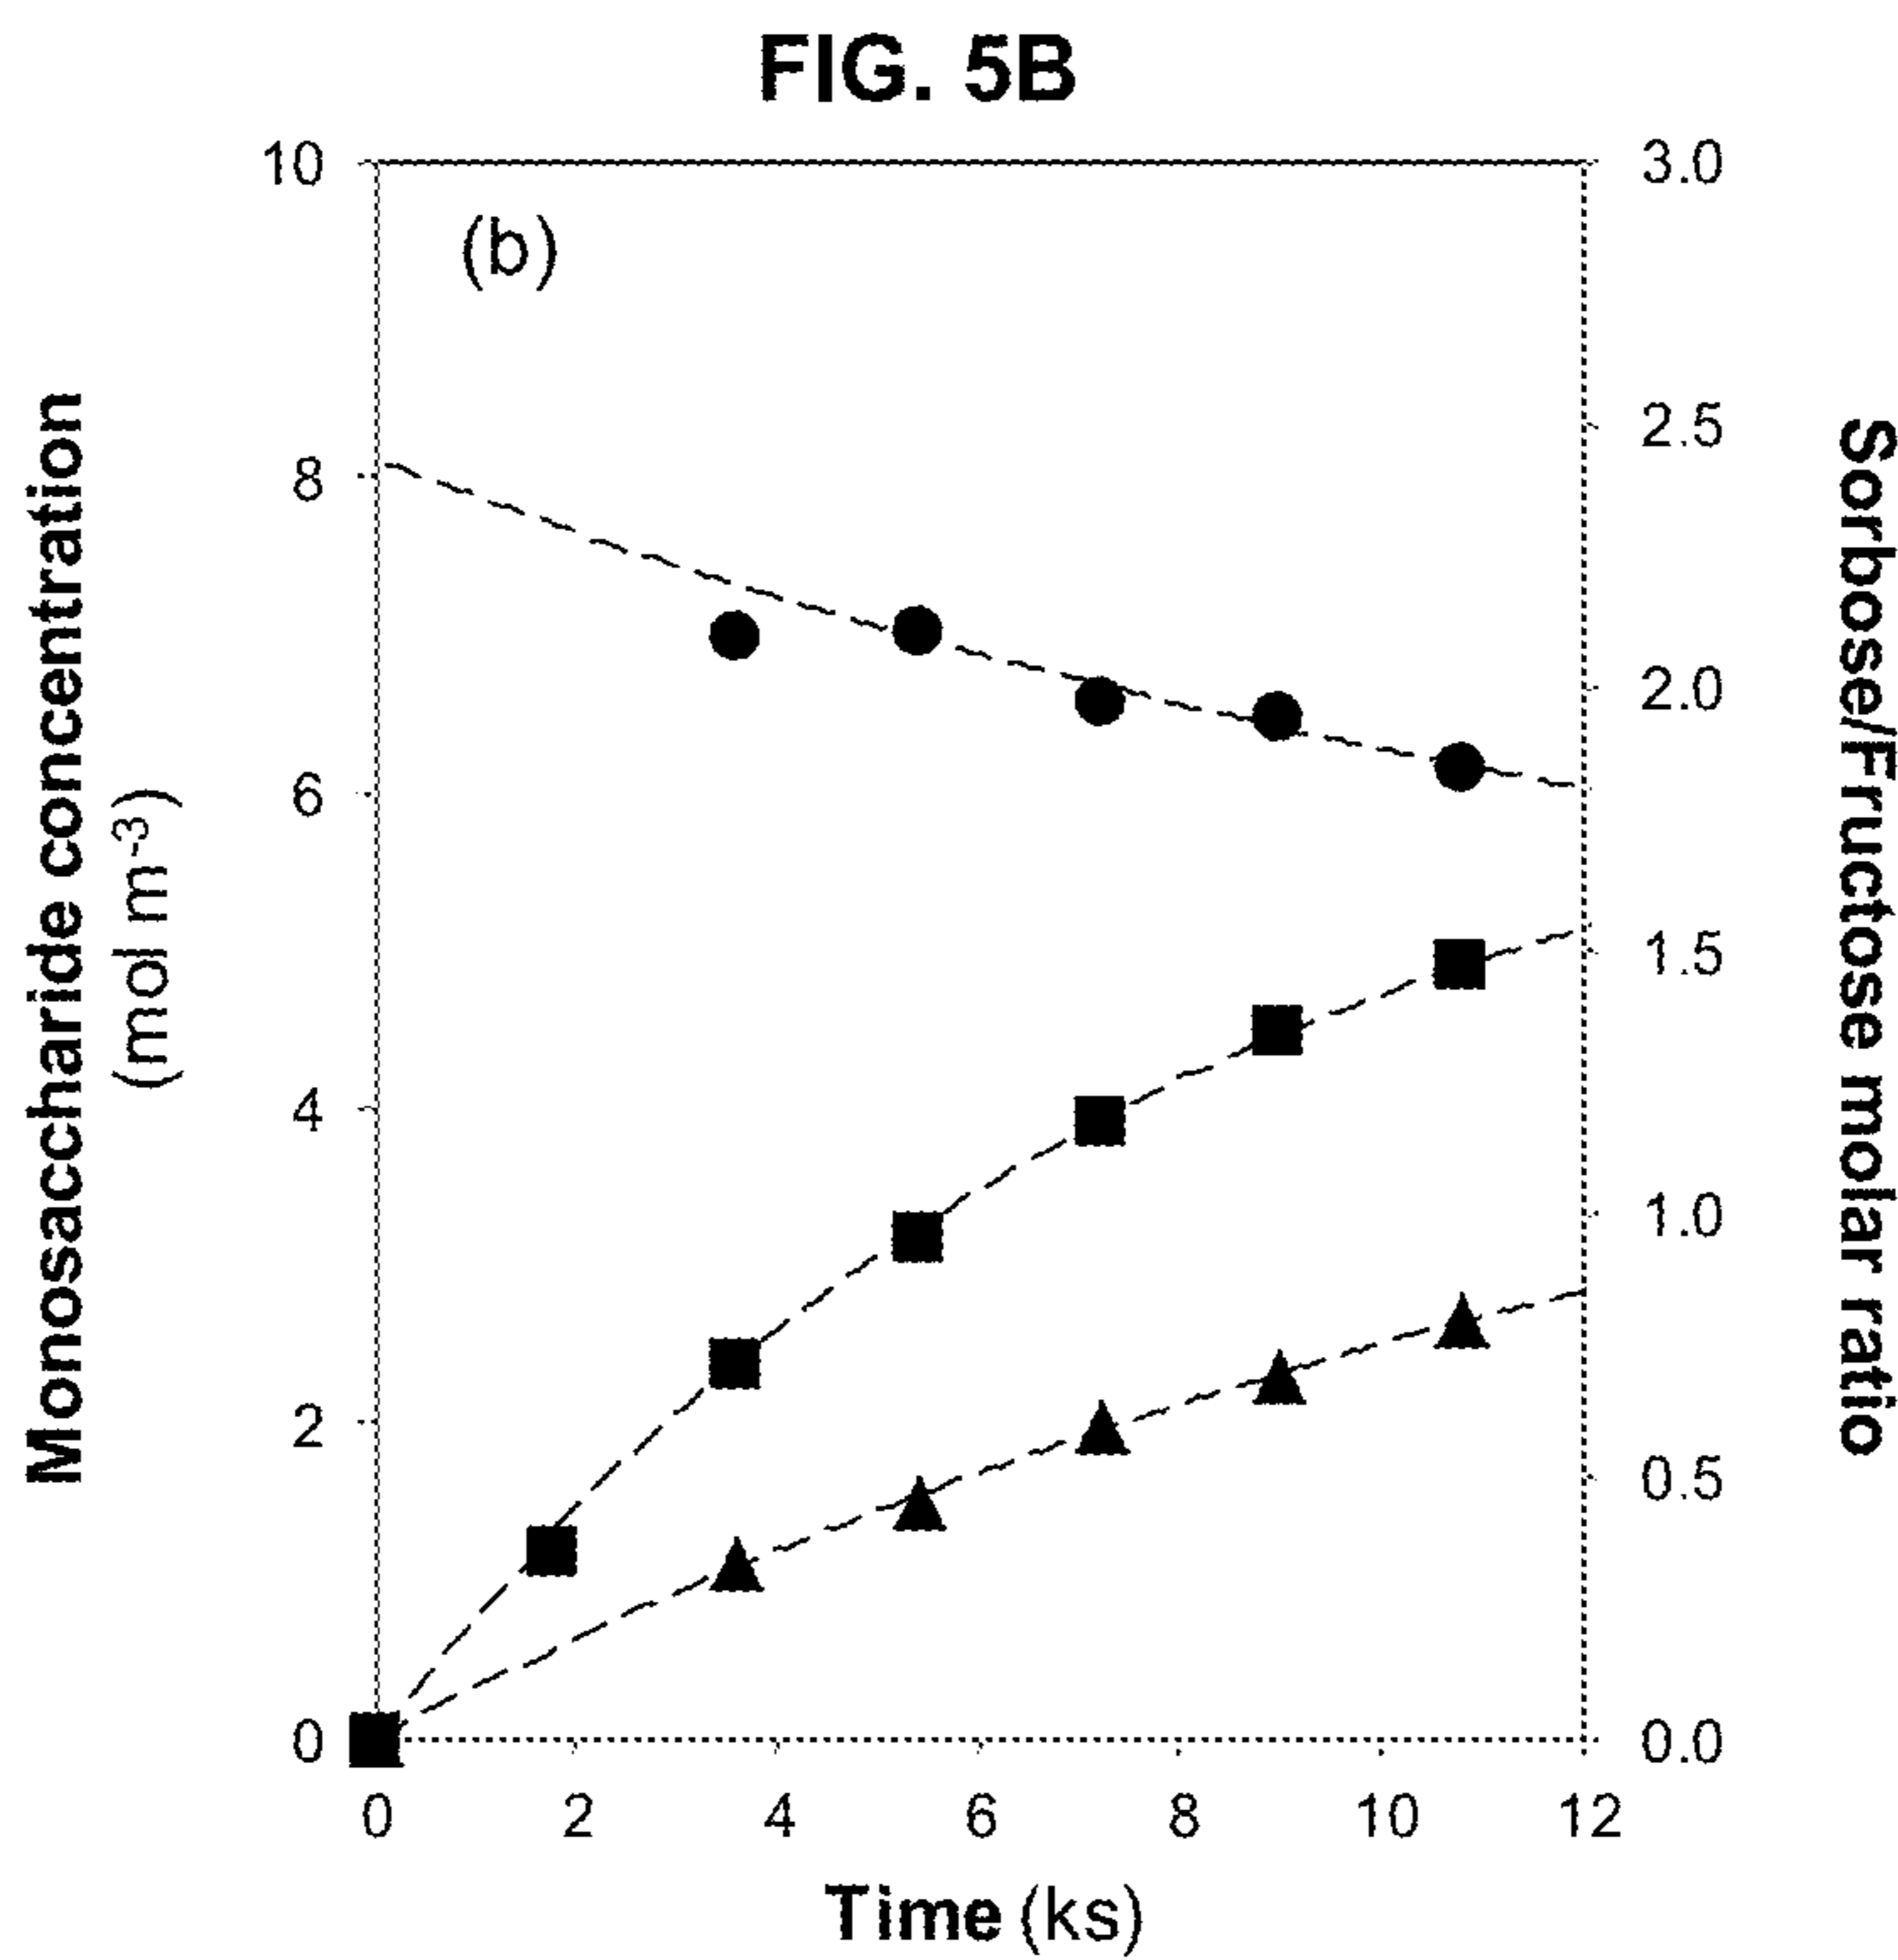 FIG. 5B
(b)
Monosaccharide concentration
(mol m-3)
10
8
6
4
2
0
3.0
2.5
2.0
1.5
1.0
0.5
0.0
Sorbose/Fructose molar ratio
0 2 4 6 8 10 12
Time (ks)